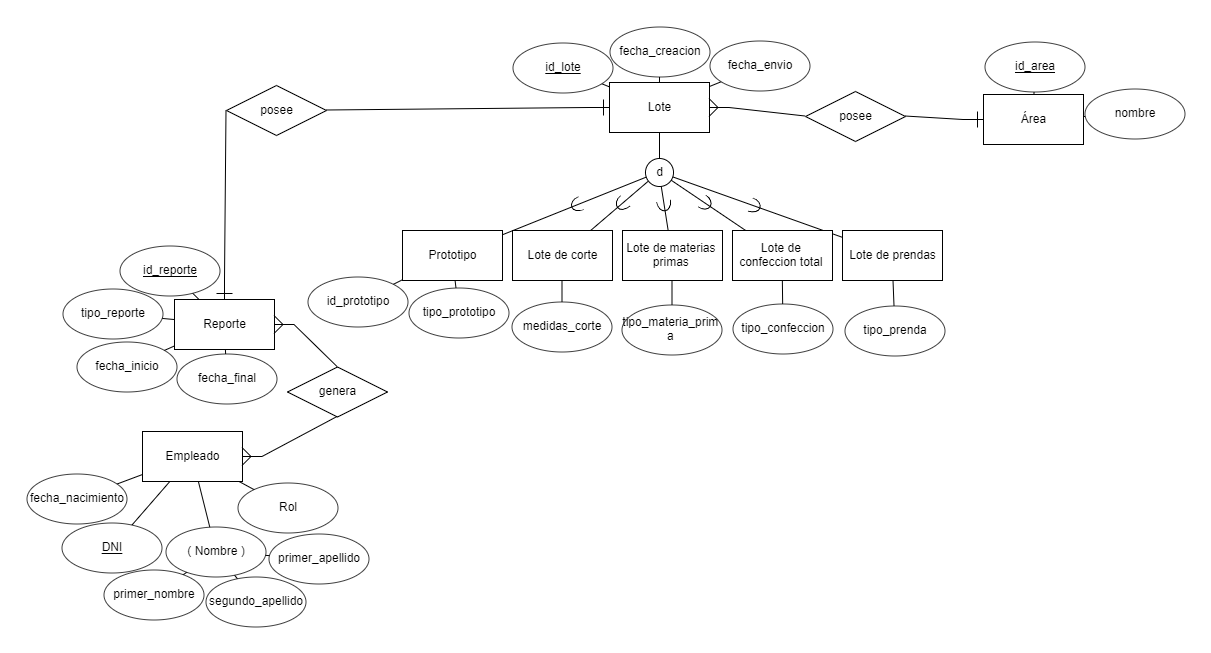 fecha_creacion
id_lote
fecha_envio
id_area
Lote
posee
posee
Área
nombre
d
Prototipo
Lote de corte
Lote de materias
primas
Lote de
confeccion total
Lote de prendas
id_reporte
tipo_reporte
Reporte
fecha_inicio
fecha_final
id_prototipo
tipo_prototipo
medidas_corte
tipo_materia_prim
a
tipo_confeccion
tipo_prenda
genera
Empleado
fecha_nacimiento
Rol
DNI
( Nombre )
primer_apellido
primer_nombre
segundo_apellido